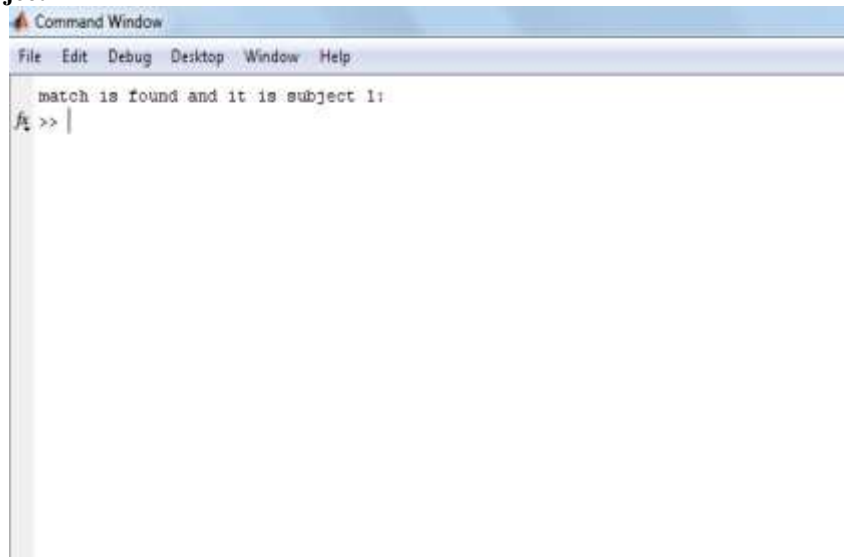 Command Window
File Edit Debug Desktop Window Help
match is found and it is subject 1:
fx >>